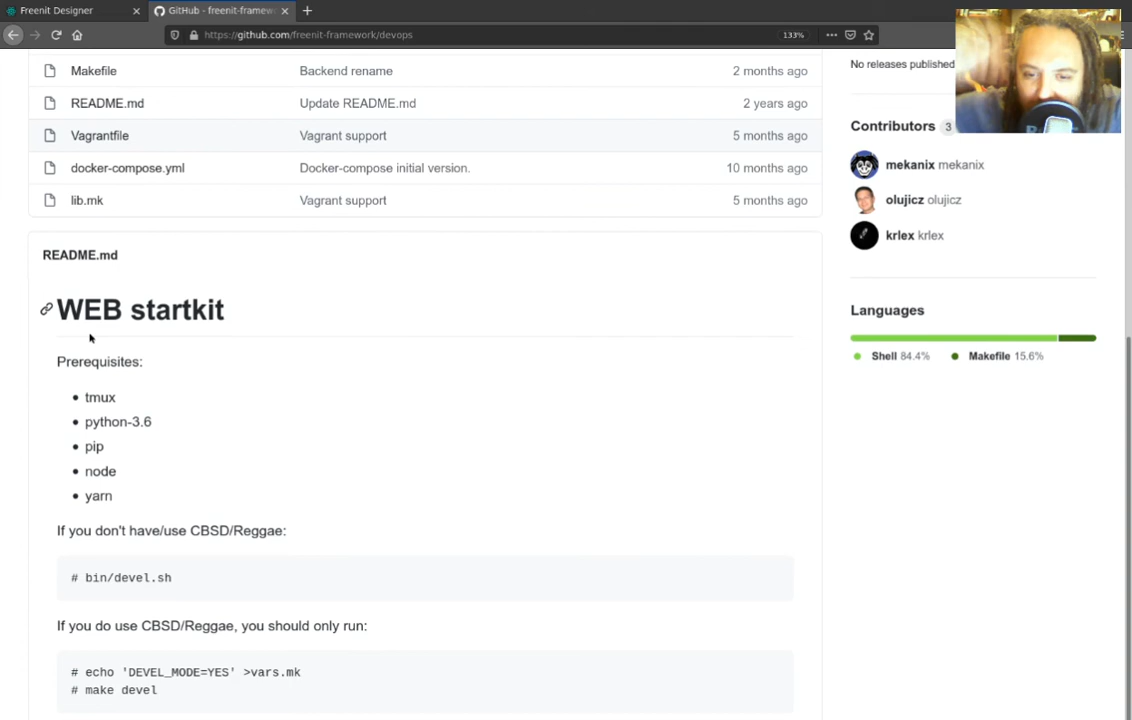 Freenit Designer
GitHub - freenit-framew
https://github.com/freenit-framework/devops
133%
Makefile Backend rename 2 months ago
README.md Update README.md 2 years ago
Vagrantfile Vagrant support 5 months ago
docker-compose.yml Docker-compose initial version. 10 months ago
lib.mk Vagrant support 5 months ago
README.md
WEB startkit
Prerequisites:
tmux
python-3.6
pip
node
yarn
If you don't have/use CBSD/Reggae:
# bin/devel.sh
If you do use CBSD/Reggae, you should only run:
# echo 'DEVEL_MODE=YES' >vars.mk
# make devel
No releases published
Contributors 3
mekanix mekanix
olujicz olujicz
krlex krlex
Languages
Shell 84.4% Makefile 15.6%